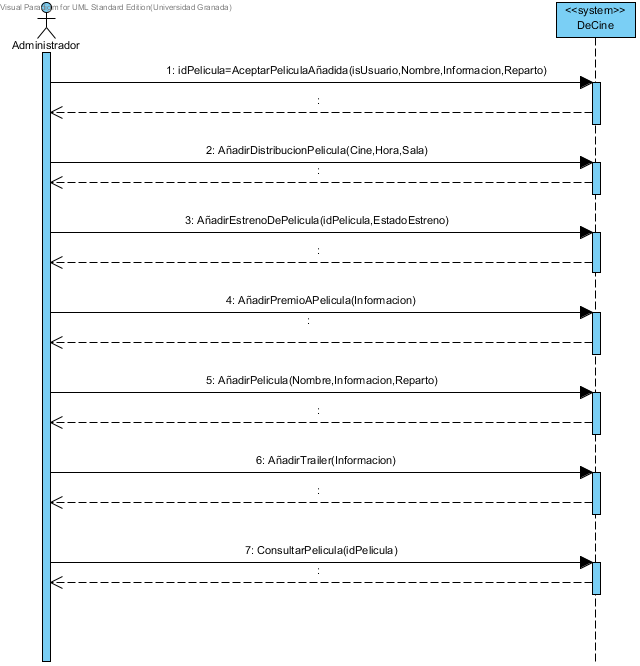 Visual Paradigm for UML Standard Edition(Universidad Granada)
<<system>>
DeCine
Administrador
1: idPelicula=AceptarPeliculaAñadida(isUsuario,Nombre,Informacion,Reparto)
:
2: AñadirDistribucionPelicula(Cine,Hora,Sala)
:
3: AñadirEstrenoDePelicula(idPelicula,EstadoEstreno)
:
4: AñadirPremioAPelicula(Informacion)
:
5: AñadirPelicula(Nombre,Informacion,Reparto)
:
6: AñadirTrailer(Informacion)
:
7: ConsultarPelicula(idPelicula)
: